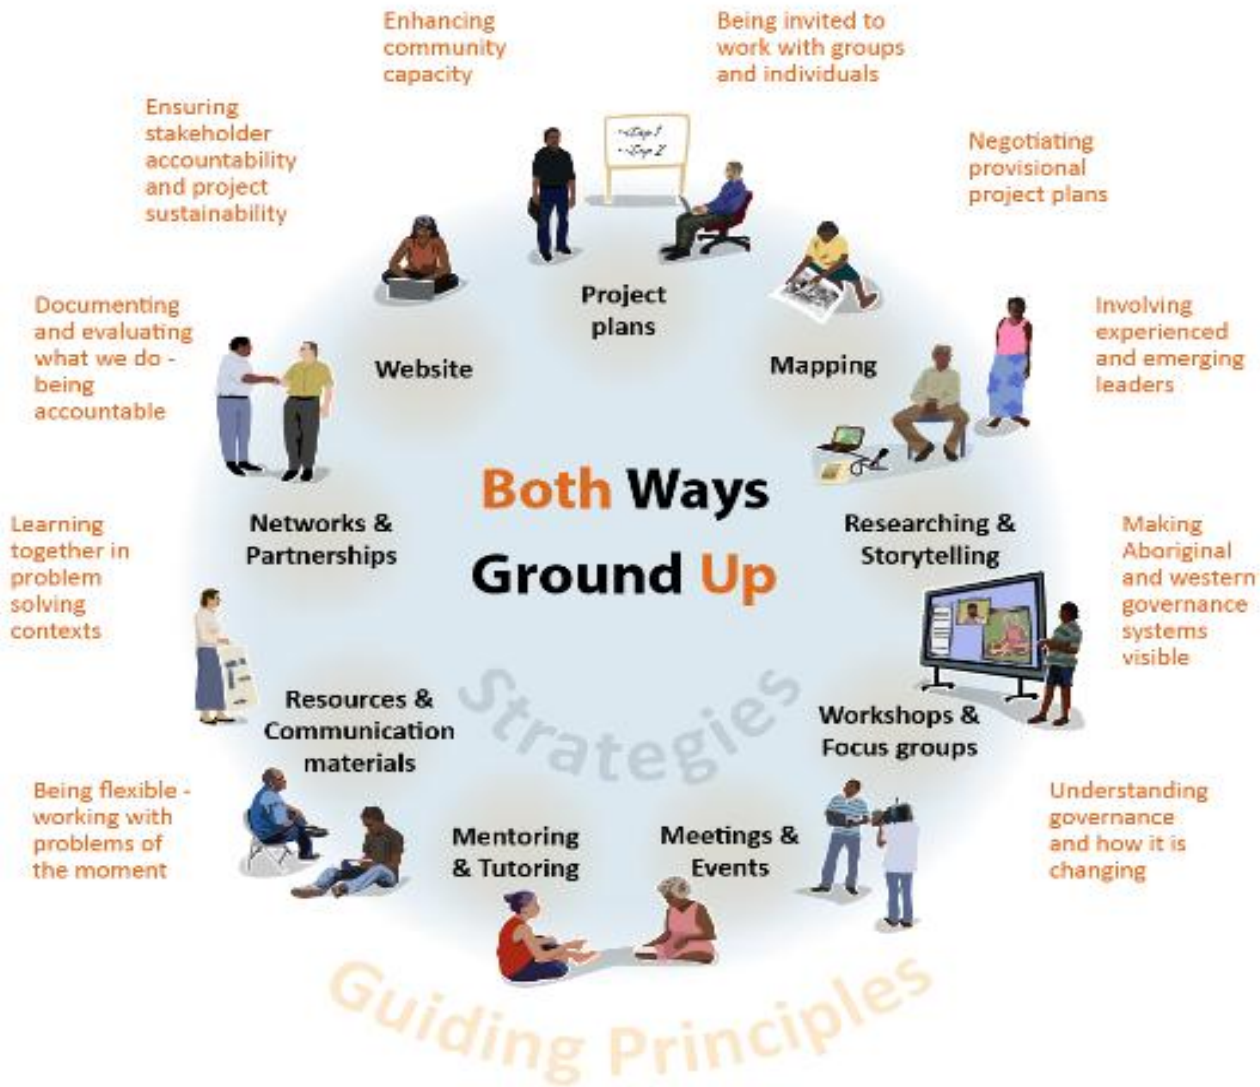 Enhancing
community
capacity
Being invited to
work with groups
and individuals
Ensuring
stakeholder
accountability
and project
sustainability
Negotiating
provisional
project plans
Step 1
Step 2
Project
plans
Documenting
and evaluating
what we do -
being
accountable
Website
Mapping
Involving
experienced
and emerging
leaders
Both Ways
Ground Up
Learning
together in
problem
solving
contexts
Networks &
Partnerships
Researching &
Storytelling
Making
Aboriginal
and western
governance
systems
visible
Resources &
Communication
materials
Strategies
Workshops &
Focus groups
Being flexible -
working with
problems of
the moment
Mentoring
& Tutoring
Meetings &
Events
Understanding
governance
and how it is
changing
Guiding Principles